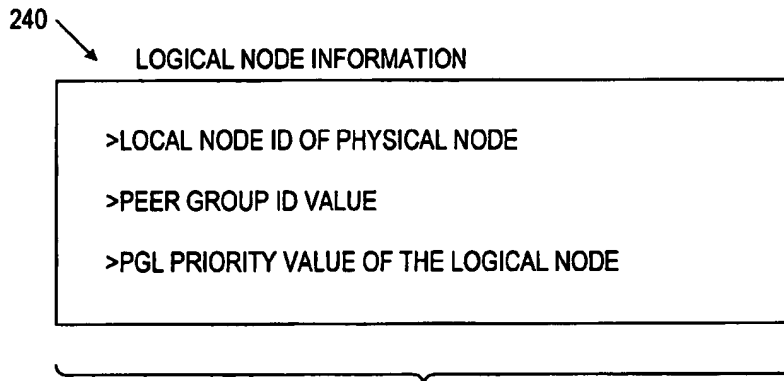 240
LOGICAL NODE INFORMATION
>LOCAL NODE ID OF PHYSICAL NODE
>PEER GROUP ID VALUE
>PGL PRIORITY VALUE OF THE LOGICAL NODE